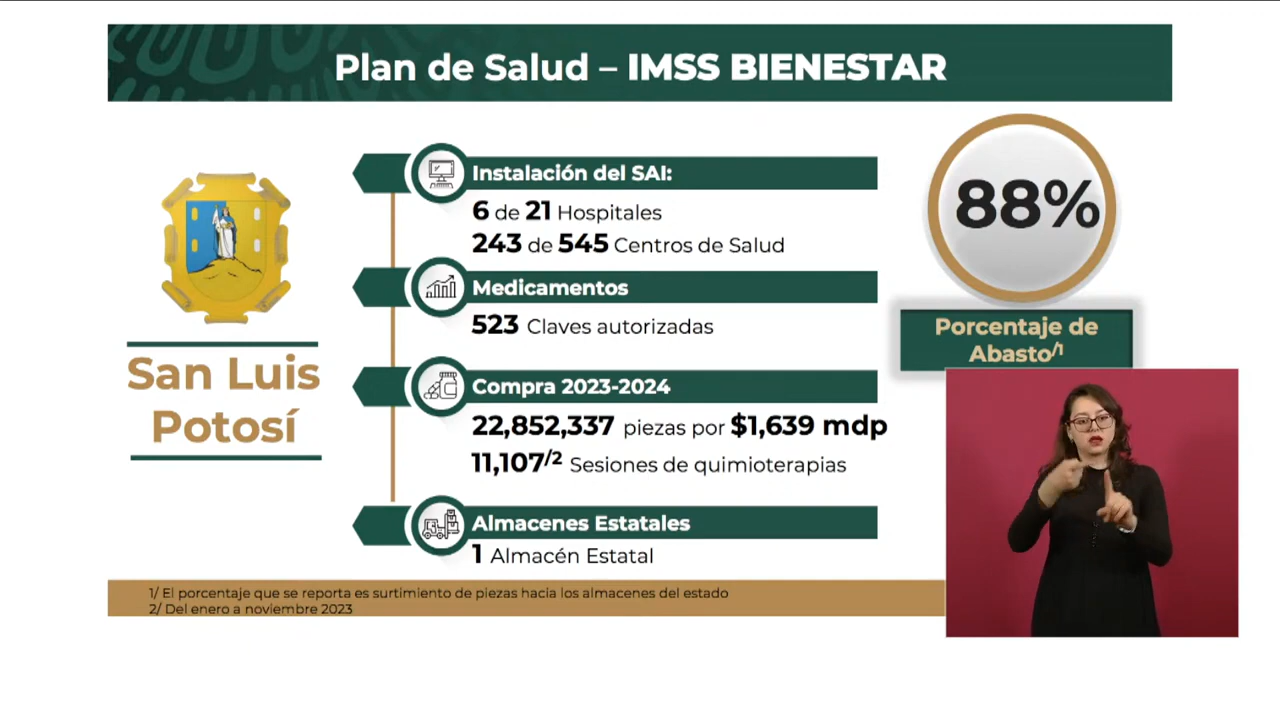 Plan de Salud – IMSS BIENESTAR
San Luis
Potosí
Instalación del SAI:
6 de 21 Hospitales
243 de 545 Centros de Salud
Medicamentos
523 Claves autorizadas
Compra 2023-2024
22,852,337 piezas por $1,639 mdp
11,107/2 Sesiones de quimioterapias
Almacenes Estatales
1 Almacén Estatal
88%
Porcentaje de
Abasto/1
1/ El porcentaje que se reporta es surtimiento de piezas hacia los almacenes del estado
2/ Del enero a noviembre 2023